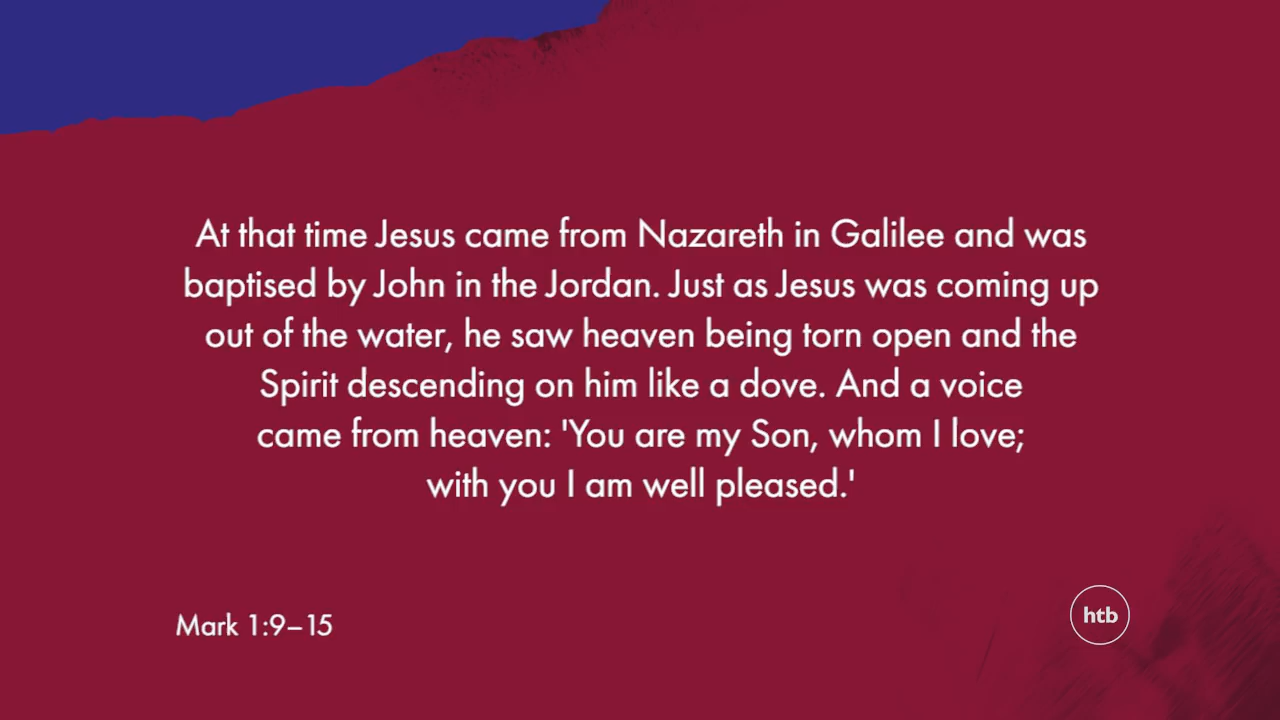 At that time Jesus came from Nazareth in Galilee and was
baptised by John in the Jordan. Just as Jesus was coming up
out of the water, he saw heaven being torn open and the
Spirit descending on him like a dove. And a voice
came from heaven: 'You are my Son, whom I love;
with you I am well pleased.'
Mark 1:9–15
htb